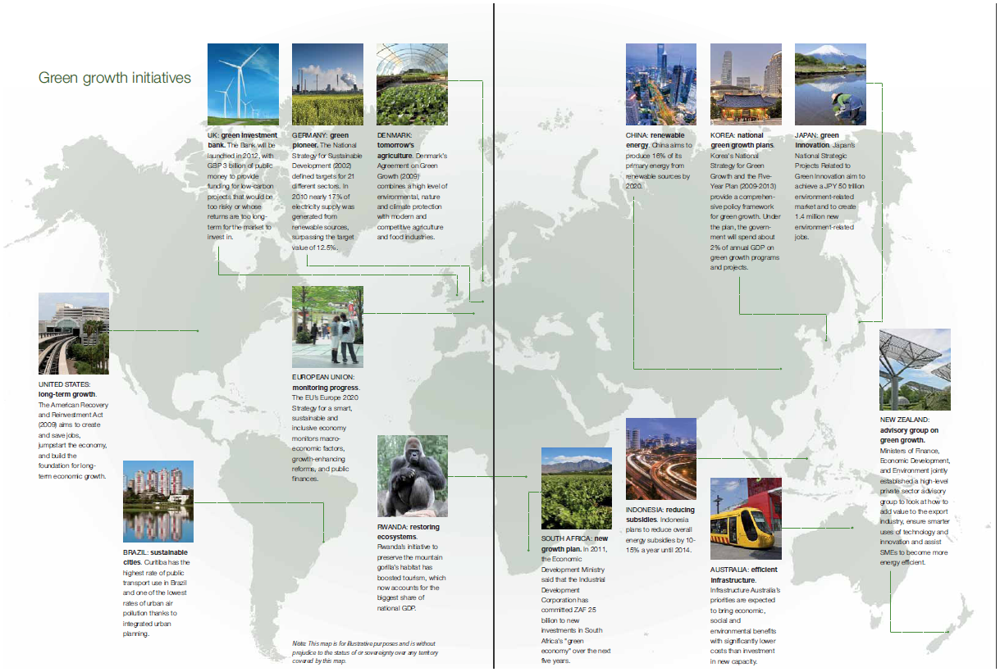 Green growth initiatives
UK: green investment
bank. The Bank will be
launched in 2012, with
GBP 3 billion of public
money to provide
funding for low-carbon
projects that would be
too risky or whose
returns are too long-
term for the market to
invest in.
GERMANY: green
pioneer. The National
Strategy for Sustainable
Development (2002)
defined targets for 21
different sectors. In
2010 nearly 17% of
electricity supply was
generated from
renewable sources,
surpassing the target
value of 12.5%.
DENMARK:
tomorrow's
agriculture. Denmark's
Agreement on Green
Growth (2009)
combines a high level of
environmental, nature
and climate protection
with modern and
competitive agriculture
and food industries.
CHINA: renewable
energy. China aims to
produce 16% of its
primary energy from
renewable sources by
2020.
KOREA: national
green growth plans.
Korea's National
Strategy for Green
Growth and the Five-
Year Plan (2009-2013)
provide a comprehen-
sive policy framework
for green growth. Under
the plan, the govern-
ment will spend about
2% of annual GDP on
green growth programs
and projects.
JAPAN: green
innovation. Japan's
National Strategic
Projects Related to
Green Innovation aim to
achieve a JPY 50 trillion
environment-related
market and to create
1.4 million new
environment-related
jobs.
UNITED STATES:
long-term growth.
The American Recovery
and Reinvestment Act
(2009) aims to create
and save jobs,
jumpstart the economy,
and build the
foundation for long-
term economic growth.
EUROPEAN UNION:
monitoring progress.
The EU's Europe 2020
Strategy for a smart,
sustainable and
inclusive economy
monitors macro-
economic factors,
growth-enhancing
reforms, and public
finances.
BRAZIL: sustainable
cities. Curitiba has the
highest rate of public
transport use in Brazil
and one of the lowest
rates of urban air
pollution thanks to
integrated urban
planning.
RWANDA: restoring
ecosystems.
Rwanda's initiative to
preserve the mountain
gorilla's habitat has
boosted tourism, which
now accounts for the
biggest share of
national GDP.
SOUTH AFRICA: new
growth plan. In 2011,
the Economic
Development Ministry
said that the Industrial
Development
Corporation has
committed ZAF 25
billion to new
investments in South
Africa's "green
economy" over the next
five years.
INDONESIA: reducing
subsidies. Indonesia
plans to reduce overall
energy subsidies by 10-
15% a year until 2014.
AUSTRALIA: efficient
infrastructure.
Infrastructure Australia's
priorities are expected
to bring economic,
social and
environmental benefits
with significantly lower
costs than investment
in new capacity.
NEW ZEALAND:
advisory group on
green growth.
Ministers of Finance,
Economic Development,
and Environment jointly
established a high-level
private sector advisory
group to look at how to
add value to the export
industry, ensure smarter
uses of technology and
innovation and assist
SMEs to become more
energy efficient.
Note: This map is for illustrative purposes and is without
prejudice to the status of or sovereignty over any territory
covered by this map.